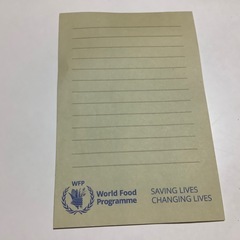 WFP
World Food
Programme
SAVING LIVES
CHANGING LIVES